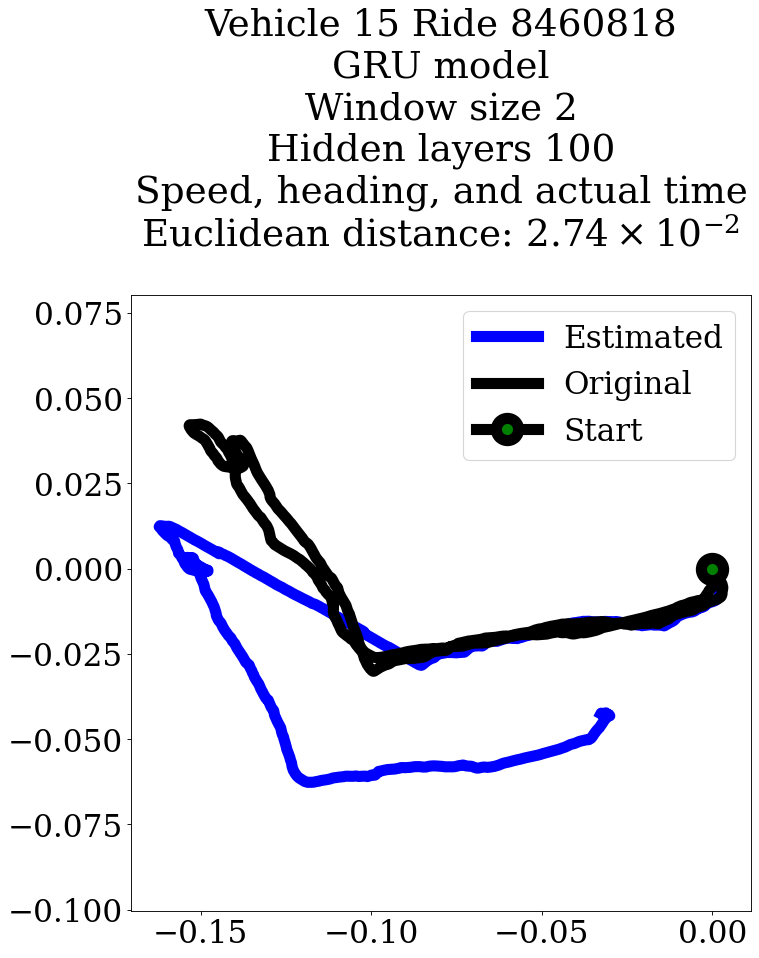 Vehicle 15 Ride 8460818
GRU model
Window size 2
Hidden layers 100
Speed, heading, and actual time
Euclidean distance: 2.74 × 10⁻²
Estimated
Original
Start
0.075
0.050
0.025
0.000
−0.025
−0.050
−0.075
−0.100
−0.15 −0.10 −0.05 0.00